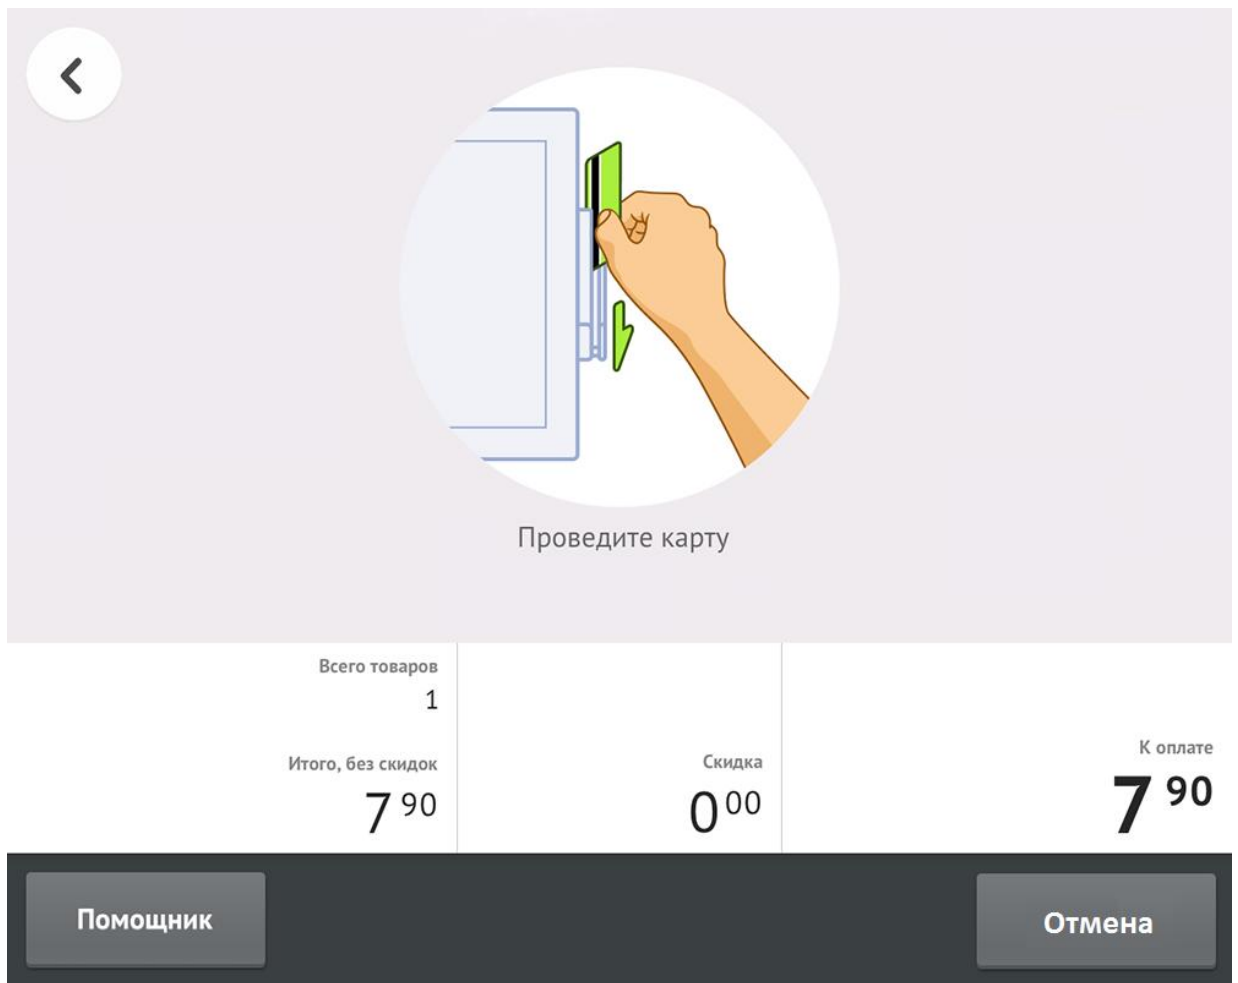 Проведите карту
Всего товаров
1
Итого, без скидок
7 90
Скидка
0 00
К оплате
7 90
Помощник
Отмена